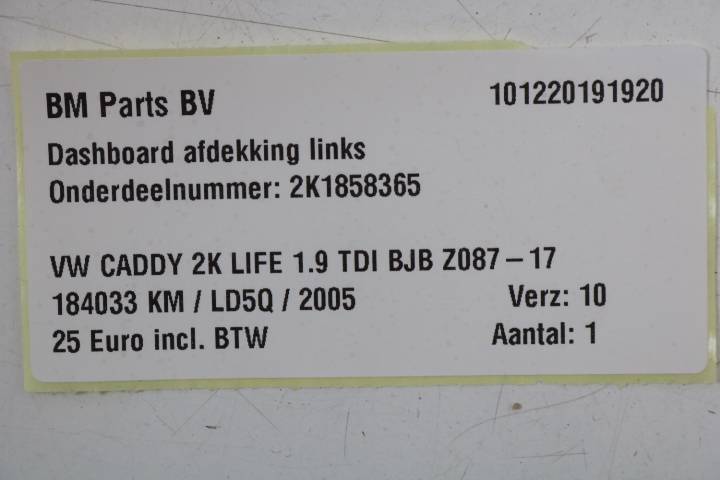 BM Parts BV 101220191920
Dashboard afdekking links
Onderdeelnummer: 2K1858365
VW CADDY 2K LIFE 1.9 TDI BJB Z087 – 17
184033 KM / LD5Q / 2005 Verz: 10
25 Euro incl. BTW Aantal: 1